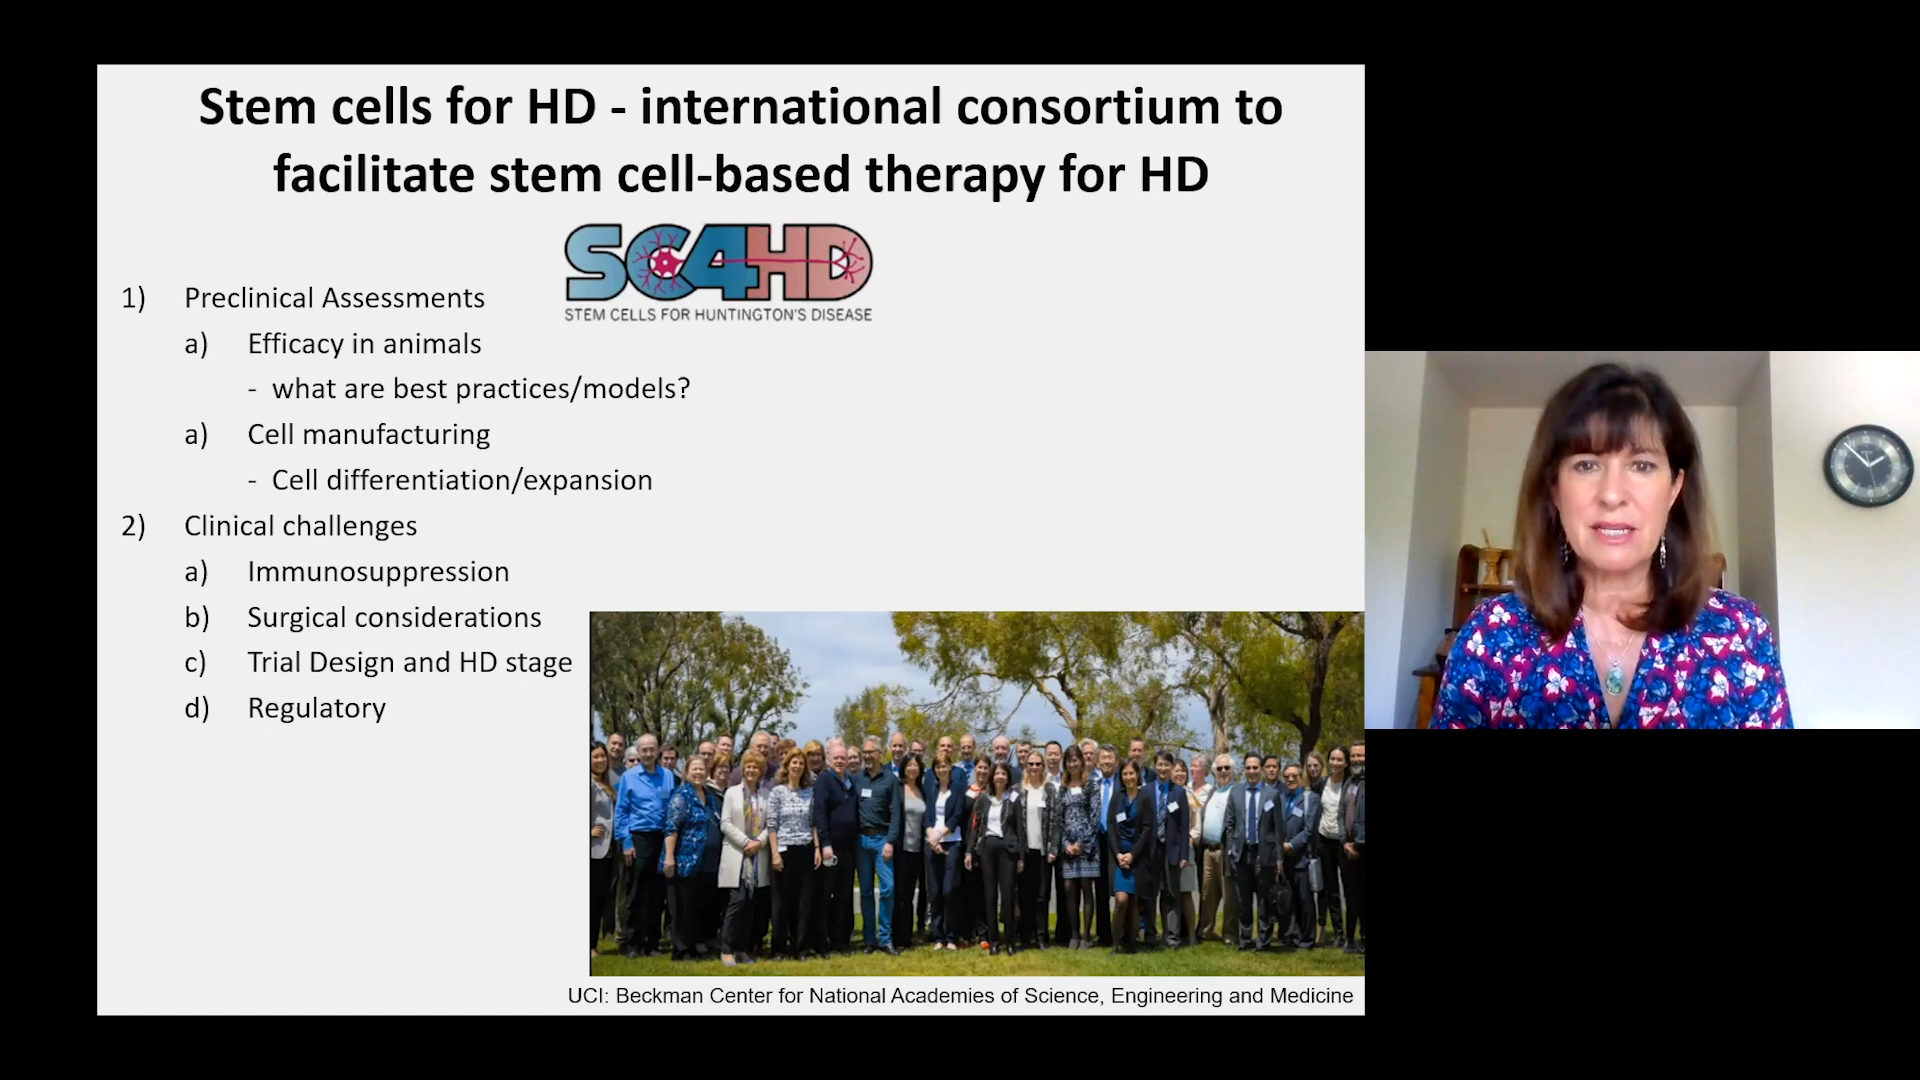 Stem cells for HD - international consortium to
facilitate stem cell-based therapy for HD
SC4HD
STEM CELLS FOR HUNTINGTON'S DISEASE
1) Preclinical Assessments
a) Efficacy in animals
- what are best practices/models?
a) Cell manufacturing
- Cell differentiation/expansion
2) Clinical challenges
a) Immunosuppression
b) Surgical considerations
c) Trial Design and HD stage
d) Regulatory
UCI: Beckman Center for National Academies of Science, Engineering and Medicine